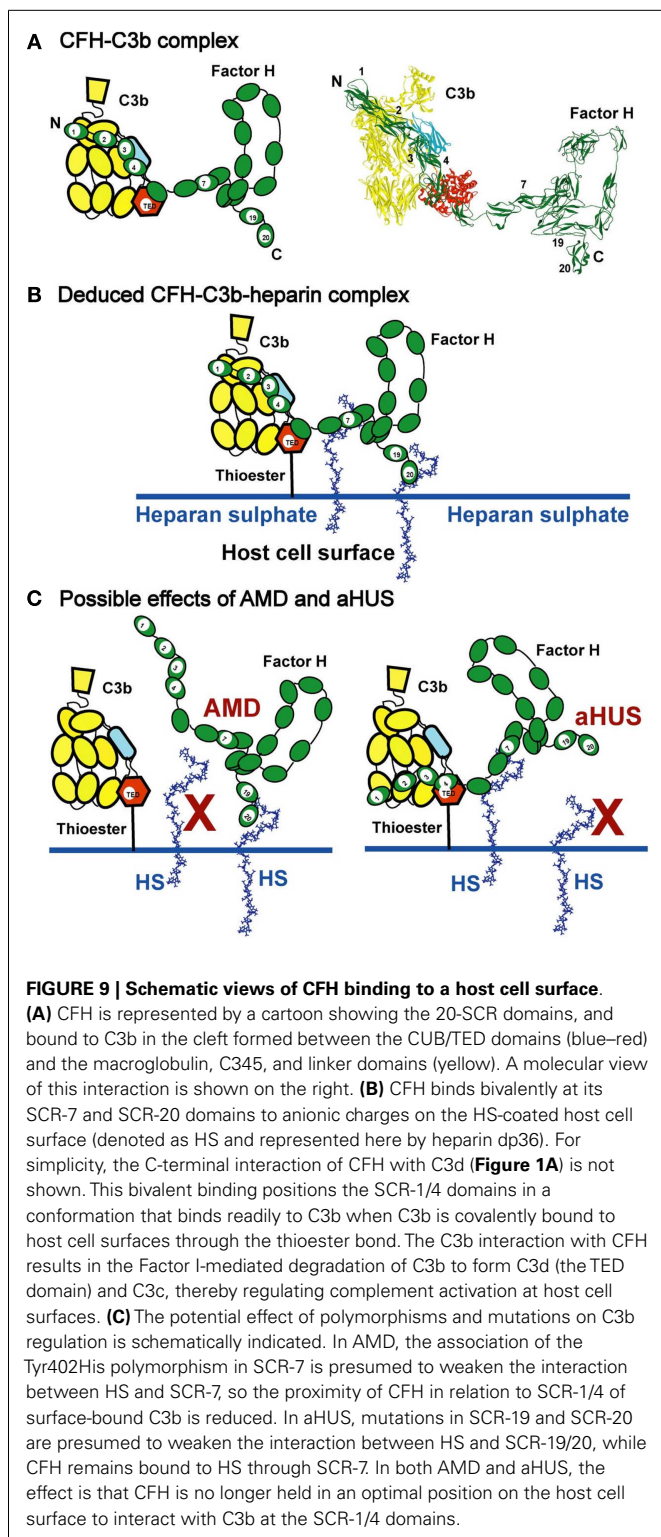 A CFH-C3b complex
Factor H
C3b
N
1
2
3
4
TED
7
19
20
C
1
N
C3b
2
3
4
Factor H
7
19
20
C
B Deduced CFH-C3b-heparin complex
C3b
Factor H
1
2
3
4
TED
7
19
20
Thioester
Heparan sulphate
Heparan sulphate
Host cell surface
C Possible effects of AMD and aHUS
1
2
3
4
C3b
Factor H
AMD
7
TED
19
20
X
Thioester
HS
HS
Factor H
C3b
aHUS
7
19
20
1
2
3
4
TED
X
Thioester
HS
HS
FIGURE 9 | Schematic views of CFH binding to a host cell surface.
(A) CFH is represented by a cartoon showing the 20-SCR domains, and
bound to C3b in the cleft formed between the CUB/TED domains (blue–red)
and the macroglobulin, C345, and linker domains (yellow). A molecular view
of this interaction is shown on the right. (B) CFH binds bivalently at its
SCR-7 and SCR-20 domains to anionic charges on the HS-coated host cell
surface (denoted as HS and represented here by heparin dp36). For
simplicity, the C-terminal interaction of CFH with C3d (Figure 1A) is not
shown. This bivalent binding positions the SCR-1/4 domains in a
conformation that binds readily to C3b when C3b is covalently bound to
host cell surfaces through the thioester bond. The C3b interaction with CFH
results in the Factor I-mediated degradation of C3b to form C3d (the TED
domain) and C3c, thereby regulating complement activation at host cell
surfaces. (C) The potential effect of polymorphisms and mutations on C3b
regulation is schematically indicated. In AMD, the association of the
Tyr402His polymorphism in SCR-7 is presumed to weaken the interaction
between HS and SCR-7, so the proximity of CFH in relation to SCR-1/4 of
surface-bound C3b is reduced. In aHUS, mutations in SCR-19 and SCR-20
are presumed to weaken the interaction between HS and SCR-19/20, while
CFH remains bound to HS through SCR-7. In both AMD and aHUS, the
effect is that CFH is no longer held in an optimal position on the host cell
surface to interact with C3b at the SCR-1/4 domains.